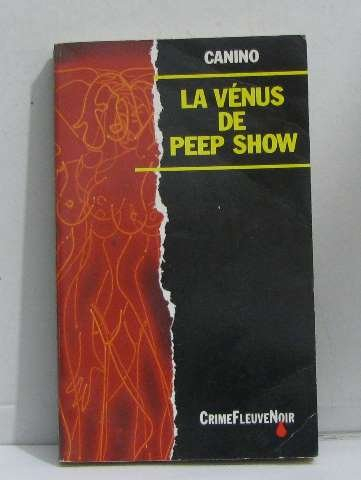 CANINO
LA VÉNUS
DE
PEEP SHOW
CRIMEFLEUVENOIR